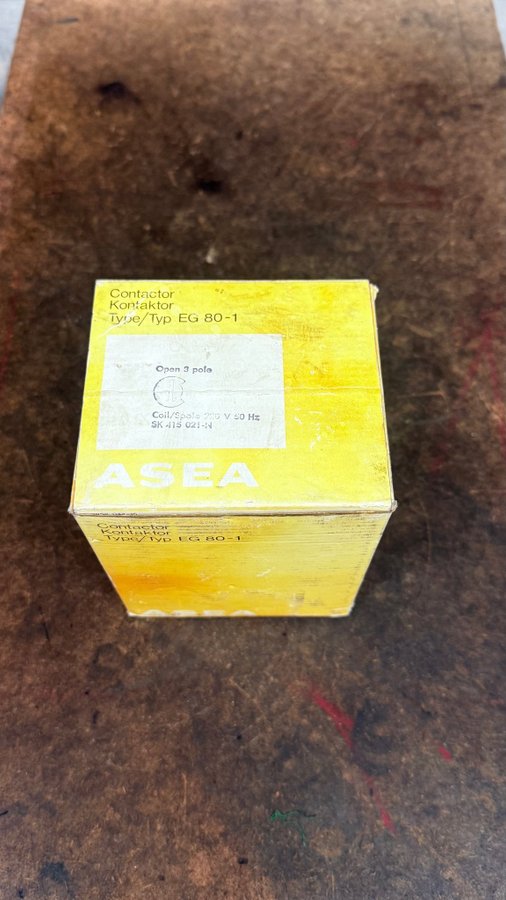 Contactor
Kontaktor
Type/Typ EG 80-1
Open 3 pole
Coil/Spole V 50 Hz
SK 415 021-N
ASEA
Contactor
Kontaktor
Type/Typ EG 80-1
ASEA